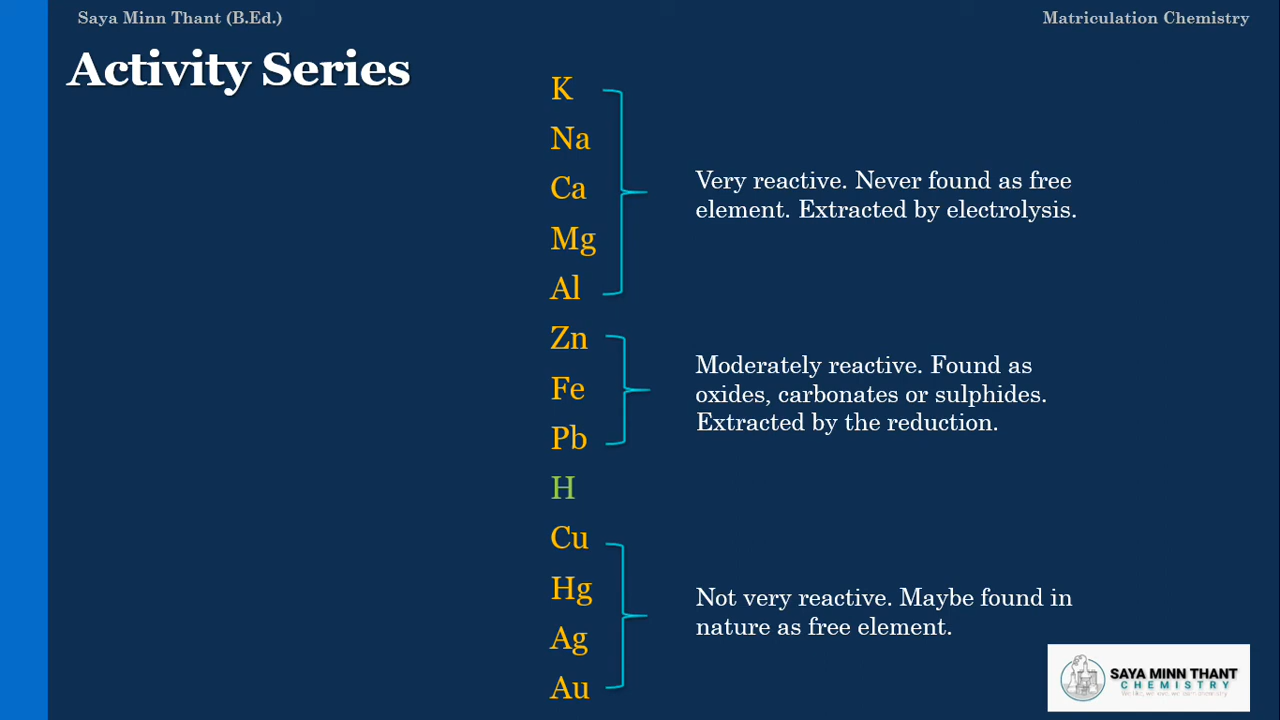 Saya Minn Thant (B.Ed.)
Matriculation Chemistry
Activity Series
K
Na
Ca
Mg
Al
Very reactive. Never found as free
element. Extracted by electrolysis.
Zn
Fe
Pb
Moderately reactive. Found as
oxides, carbonates or sulphides.
Extracted by the reduction.
H
Cu
Hg
Ag
Au
Not very reactive. Maybe found in
nature as free element.
SAYA MINN THANT
CHEMISTRY